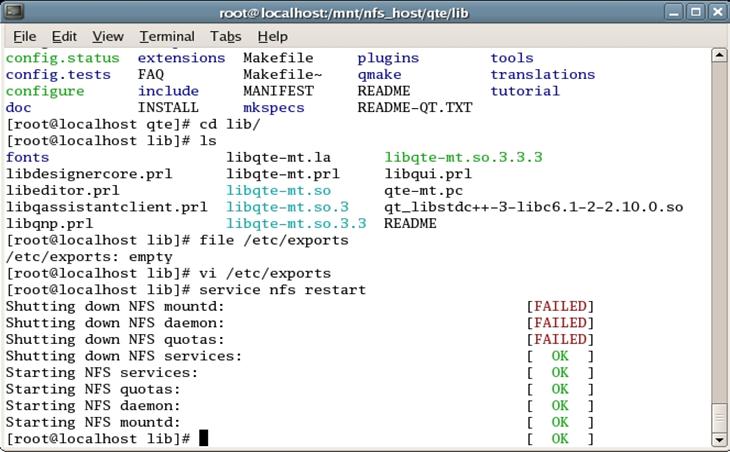 root@localhost:/mnt/nfs_host/qte/lib
File Edit View Terminal Tabs Help
config.status extensions Makefile plugins tools
config.tests FAQ Makefile~ qmake translations
configure include MANIFEST README tutorial
doc INSTALL mkspecs README-QT.TXT
[root@localhost qte]# cd lib/
[root@localhost lib]# ls
fonts libqte-mt.la libqte-mt.so.3.3.3
libdesignercore.prl libqte-mt.prl libqui.prl
libeditor.prl libqte-mt.so qte-mt.pc
libqassistantclient.prl libqte-mt.so.3 qt_libstdc++-3-libc6.1-2-2.10.0.so
libqnp.prl libqte-mt.so.3.3 README
[root@localhost lib]# file /etc/exports
/etc/exports: empty
[root@localhost lib]# vi /etc/exports
[root@localhost lib]# service nfs restart
Shutting down NFS mountd: [FAILED]
Shutting down NFS daemon: [FAILED]
Shutting down NFS quotas: [FAILED]
Shutting down NFS services: [ OK ]
Starting NFS services: [ OK ]
Starting NFS quotas: [ OK ]
Starting NFS daemon: [ OK ]
Starting NFS mountd: [ OK ]
[root@localhost lib]# [ OK ]